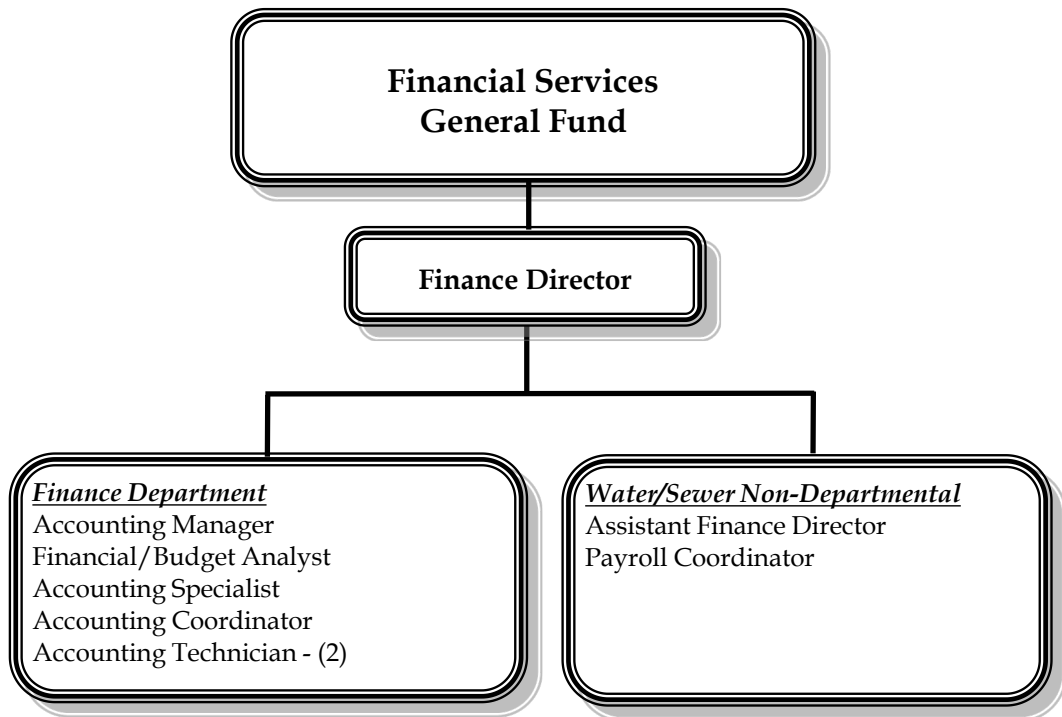 Financial Services
General Fund
Finance Director
Finance Department
Accounting Manager
Financial/Budget Analyst
Accounting Specialist
Accounting Coordinator
Accounting Technician - (2)
Water/Sewer Non-Departmental
Assistant Finance Director
Payroll Coordinator